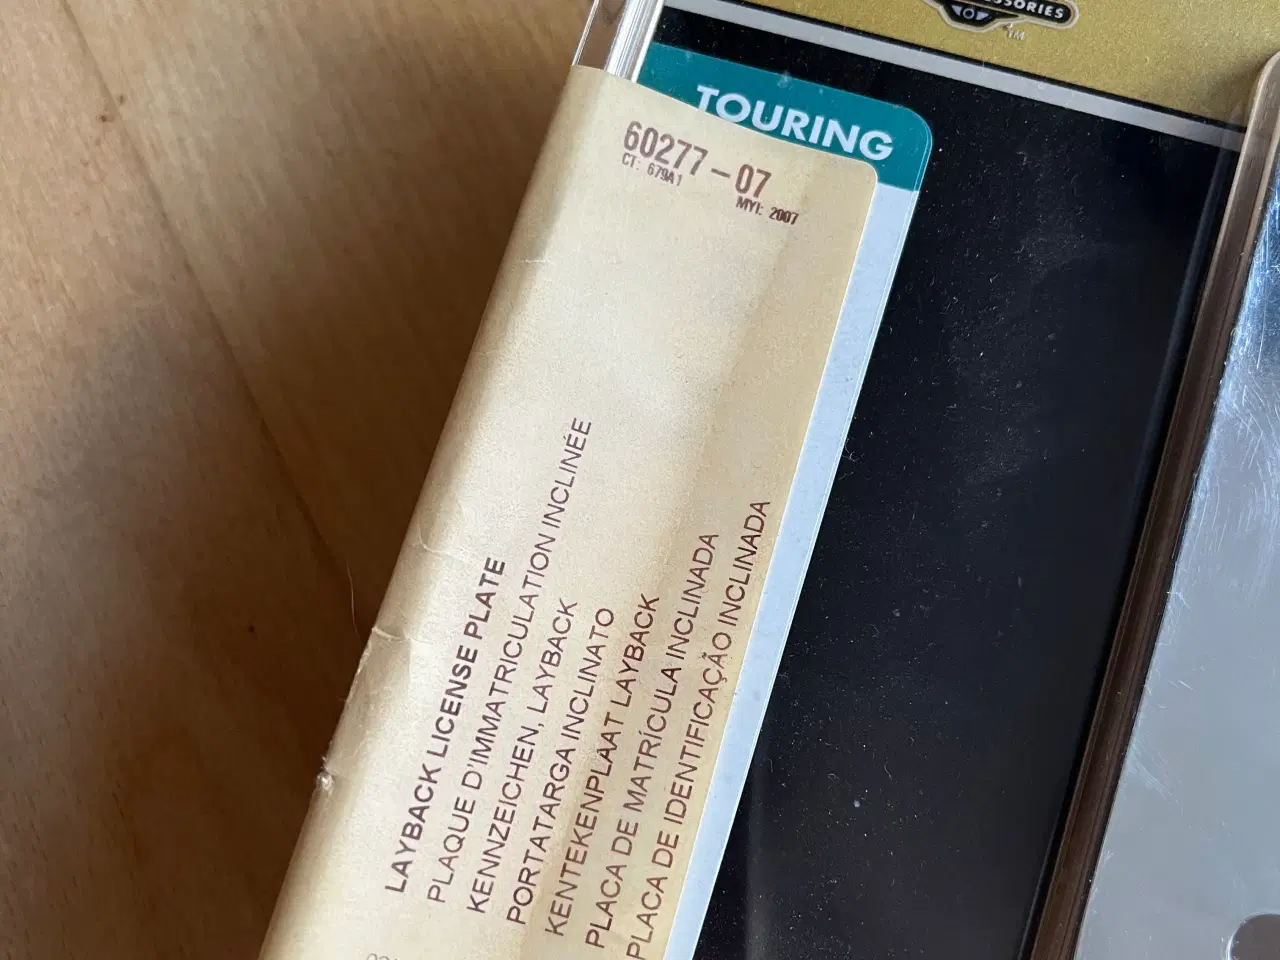 TOURING
60277-07
CT: 679A1
MYI: 2007
LAYBACK LICENSE PLATE
PLAQUE D'IMMATRICULATION INCLINÉE
KENNZEICHEN, LAYBACK
PORTATARGA INCLINATO
KENTEKENPLAAT LAYBACK
PLACA DE MATRÍCULA INCLINADA
PLACA DE IDENTIFICAÇÃO INCLINADA